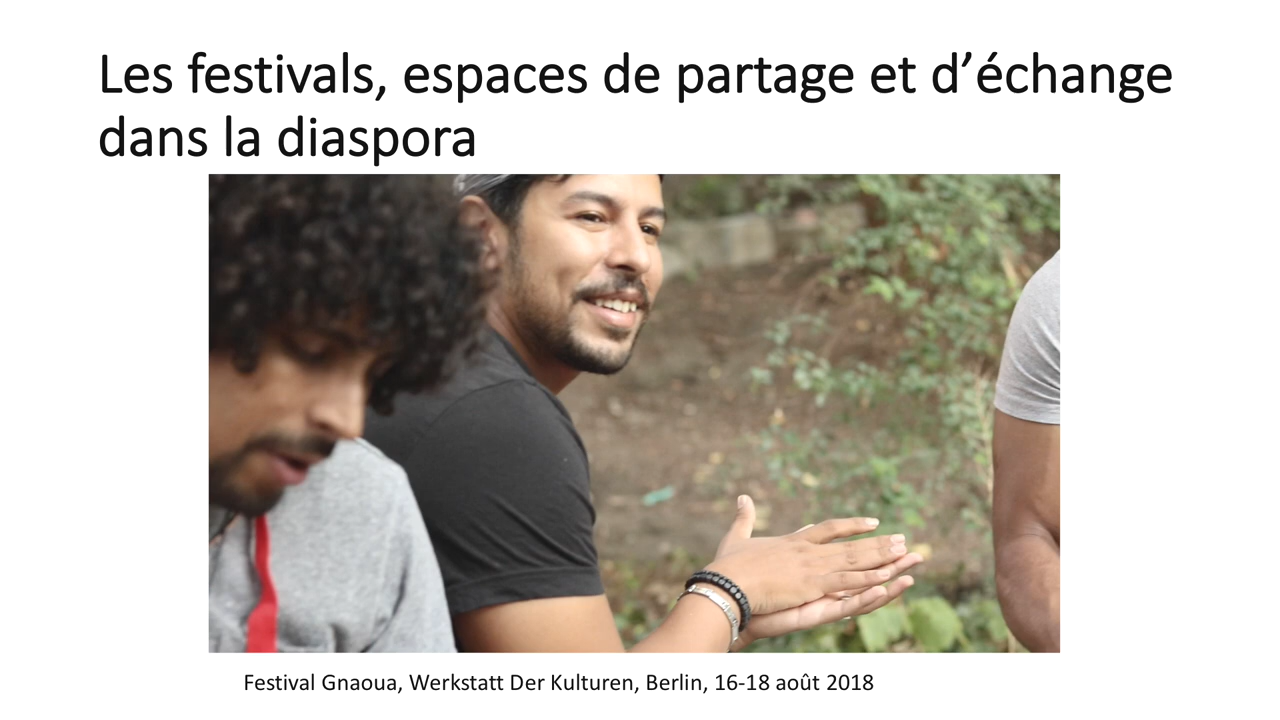 Les festivals, espaces de partage et d’échange
dans la diaspora
Festival Gnaoua, Werkstatt Der Kulturen, Berlin, 16-18 août 2018